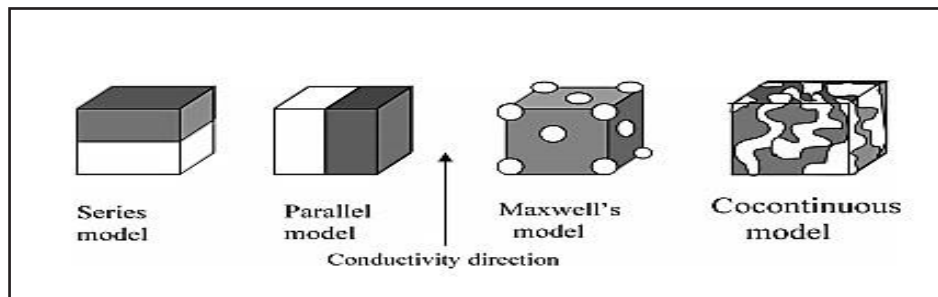 Series
model
Parallel
model
Maxwell's
model
Cocontinuous
model
Conductivity direction